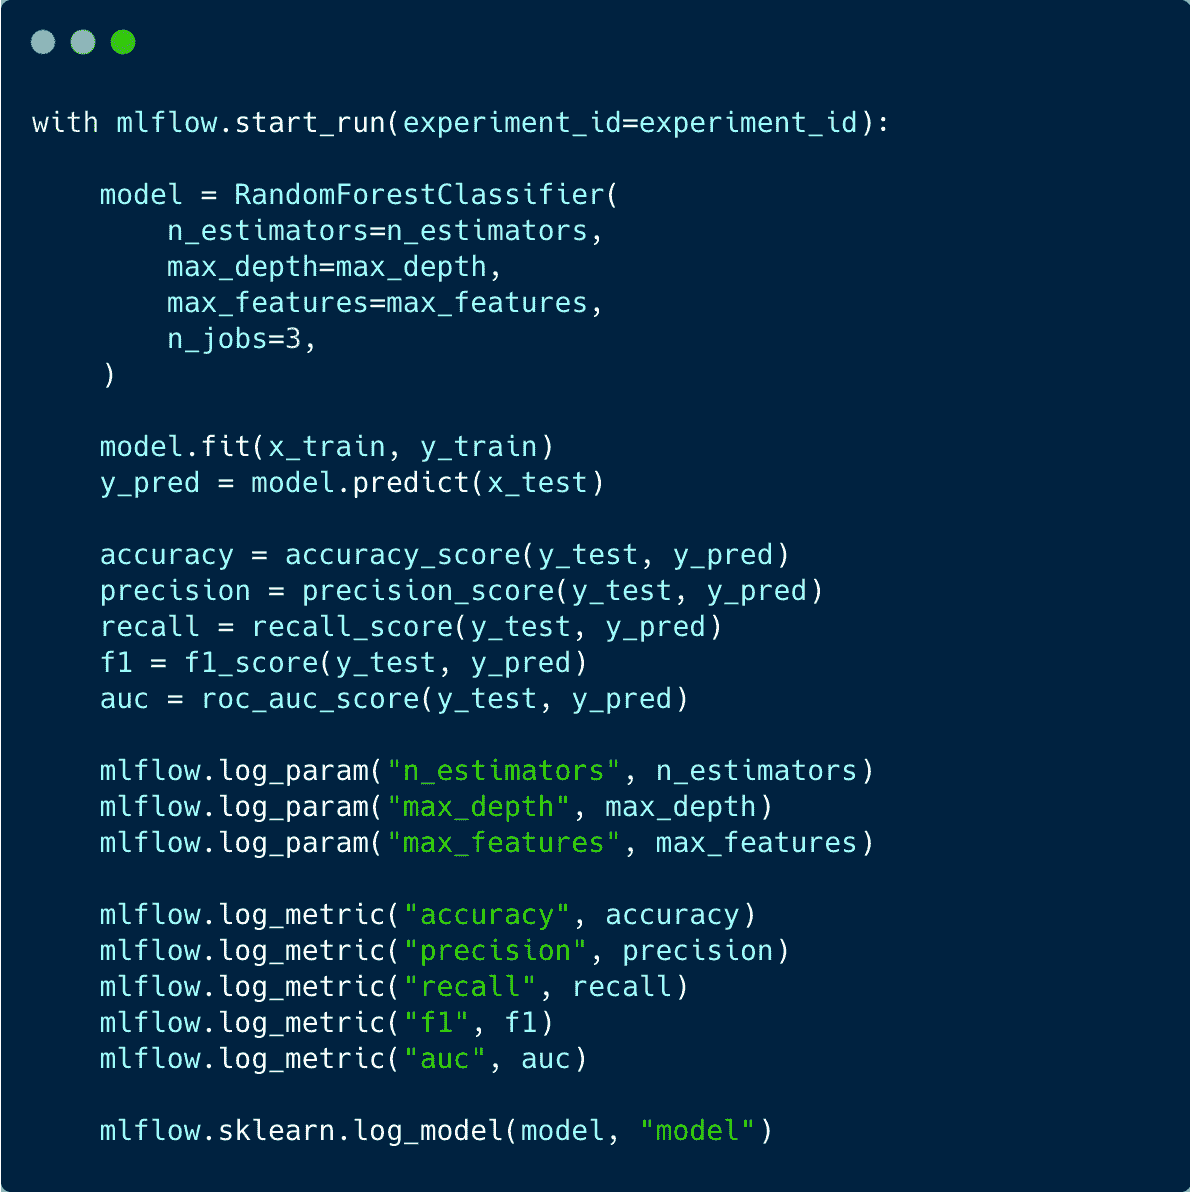 with mlflow.start_run(experiment_id=experiment_id):
model = RandomForestClassifier(
n_estimators=n_estimators,
max_depth=max_depth,
max_features=max_features,
n_jobs=3,
)
model.fit(x_train, y_train)
y_pred = model.predict(x_test)
accuracy = accuracy_score(y_test, y_pred)
precision = precision_score(y_test, y_pred)
recall = recall_score(y_test, y_pred)
f1 = f1_score(y_test, y_pred)
auc = roc_auc_score(y_test, y_pred)
mlflow.log_param("n_estimators", n_estimators)
mlflow.log_param("max_depth", max_depth)
mlflow.log_param("max_features", max_features)
mlflow.log_metric("accuracy", accuracy)
mlflow.log_metric("precision", precision)
mlflow.log_metric("recall", recall)
mlflow.log_metric("f1", f1)
mlflow.log_metric("auc", auc)
mlflow.sklearn.log_model(model, "model")